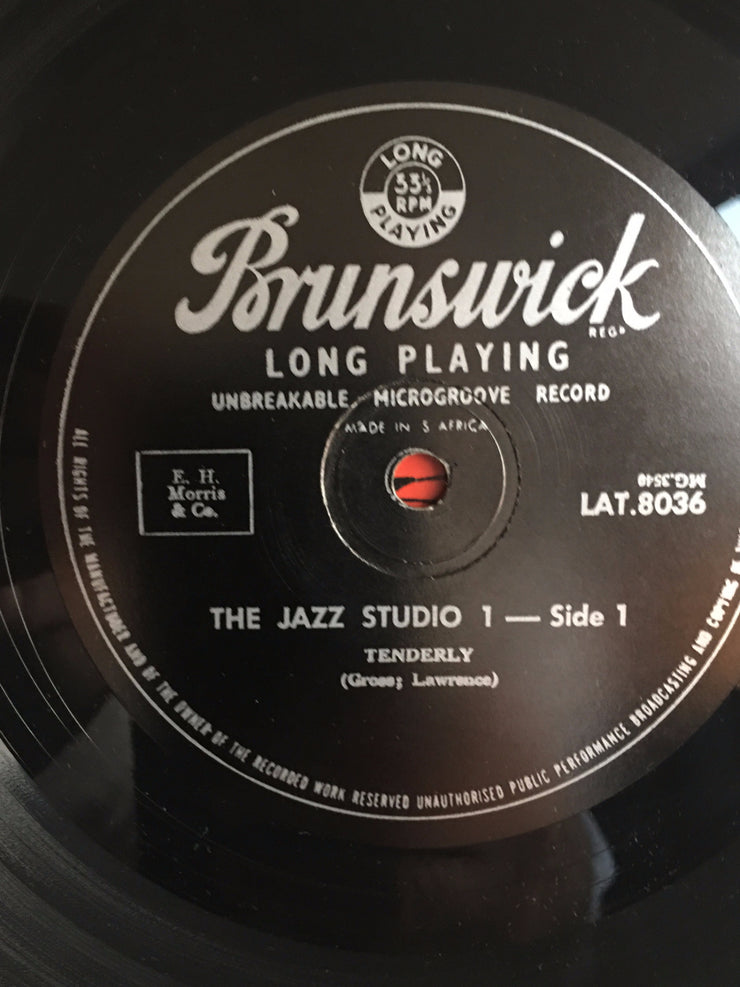 LONG
33⅓
RPM
PLAYING
Brunswick
REGD
LONG PLAYING
UNBREAKABLE MICROGROOVE RECORD
MADE IN S AFRICA
E. H.
Morris
& Co.
MG.3540
LAT.8036
THE JAZZ STUDIO 1 — Side 1
TENDERLY
(Gross; Lawrence)
ALL RIGHTS OF THE MANUFACTURER AND OF THE OWNER OF THE RECORDED WORK RESERVED UNAUTHORISED PUBLIC PERFORMANCE BROADCASTING AND COPYING OF